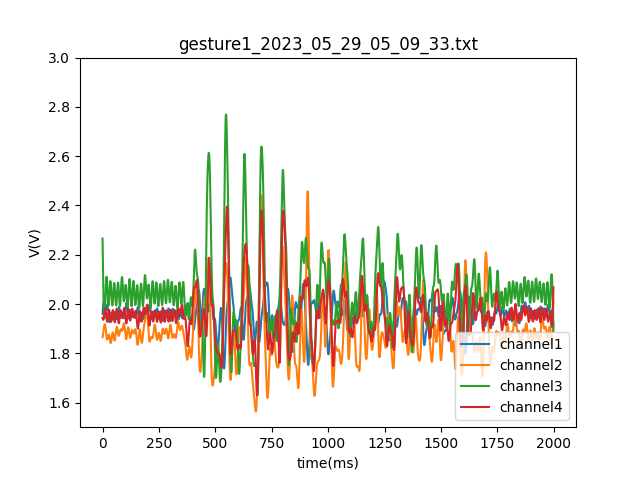 gesture1_2023_05_29_05_09_33.txt
3.0
2.8
2.6
2.4
2.2
2.0
1.8
1.6
V(V)
channel1
channel2
channel3
channel4
0 250 500 750 1000 1250 1500 1750 2000
time(ms)